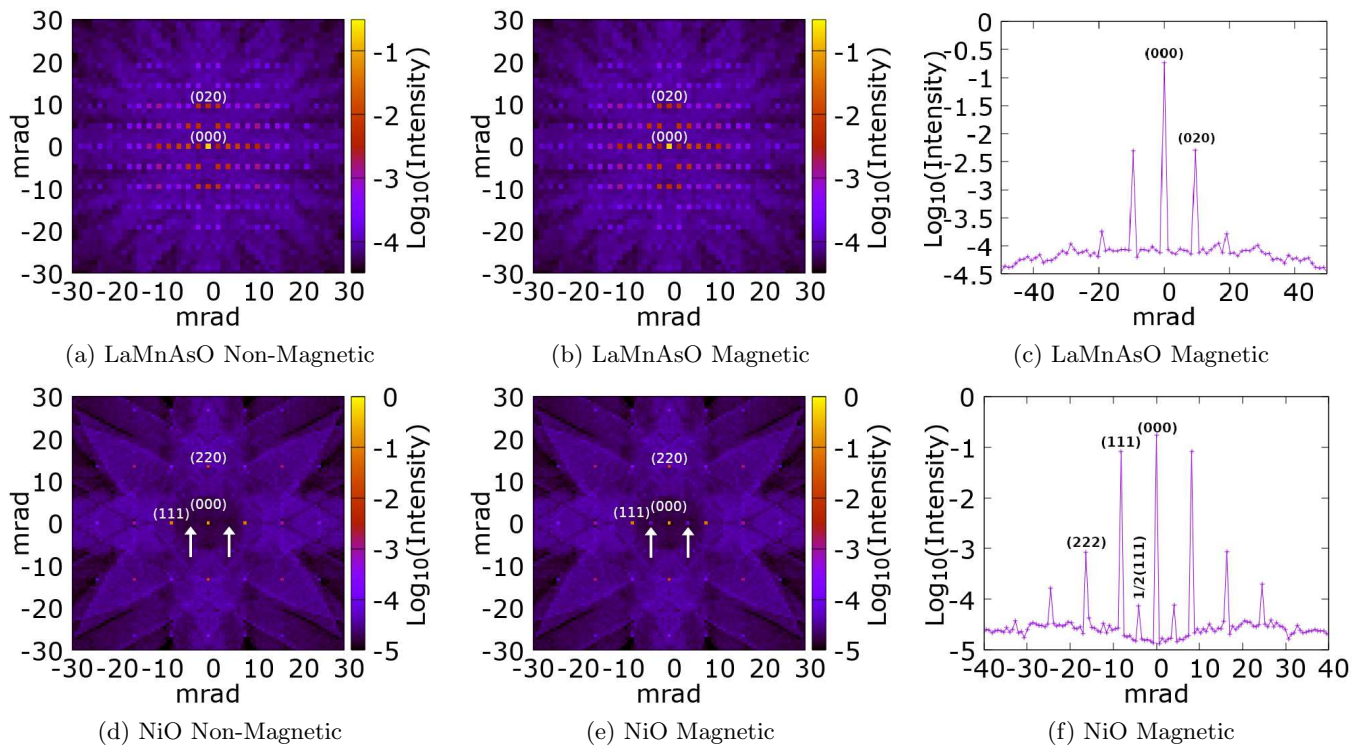 30
20
10
0
-10
-20
-30
mrad
(020)
(000)
-30 -20 -10 0 10 20 30
mrad
-1
-2
-3
-4
Log10(Intensity)
(a) LaMnAsO Non-Magnetic
30
20
10
0
-10
-20
-30
mrad
(020)
(000)
-30 -20 -10 0 10 20 30
mrad
-1
-2
-3
-4
Log10(Intensity)
(b) LaMnAsO Magnetic
0
-0.5
-1
-1.5
-2
-2.5
-3
-3.5
-4
-4.5
Log10(Intensity)
(000)
(020)
-40 -20 0 20 40
mrad
(c) LaMnAsO Magnetic
30
20
10
0
-10
-20
-30
mrad
(220)
(111) (000)
-30 -20 -10 0 10 20 30
mrad
0
-1
-2
-3
-4
-5
Log10(Intensity)
(d) NiO Non-Magnetic
30
20
10
0
-10
-20
-30
mrad
(220)
(111) (000)
-30 -20 -10 0 10 20 30
mrad
0
-1
-2
-3
-4
-5
Log10(Intensity)
(e) NiO Magnetic
0
-1
-2
-3
-4
-5
Log10(Intensity)
(000)
(111)
(222)
1/2(111)
-40 -30 -20 -10 0 10 20 30 40
mrad
(f) NiO Magnetic